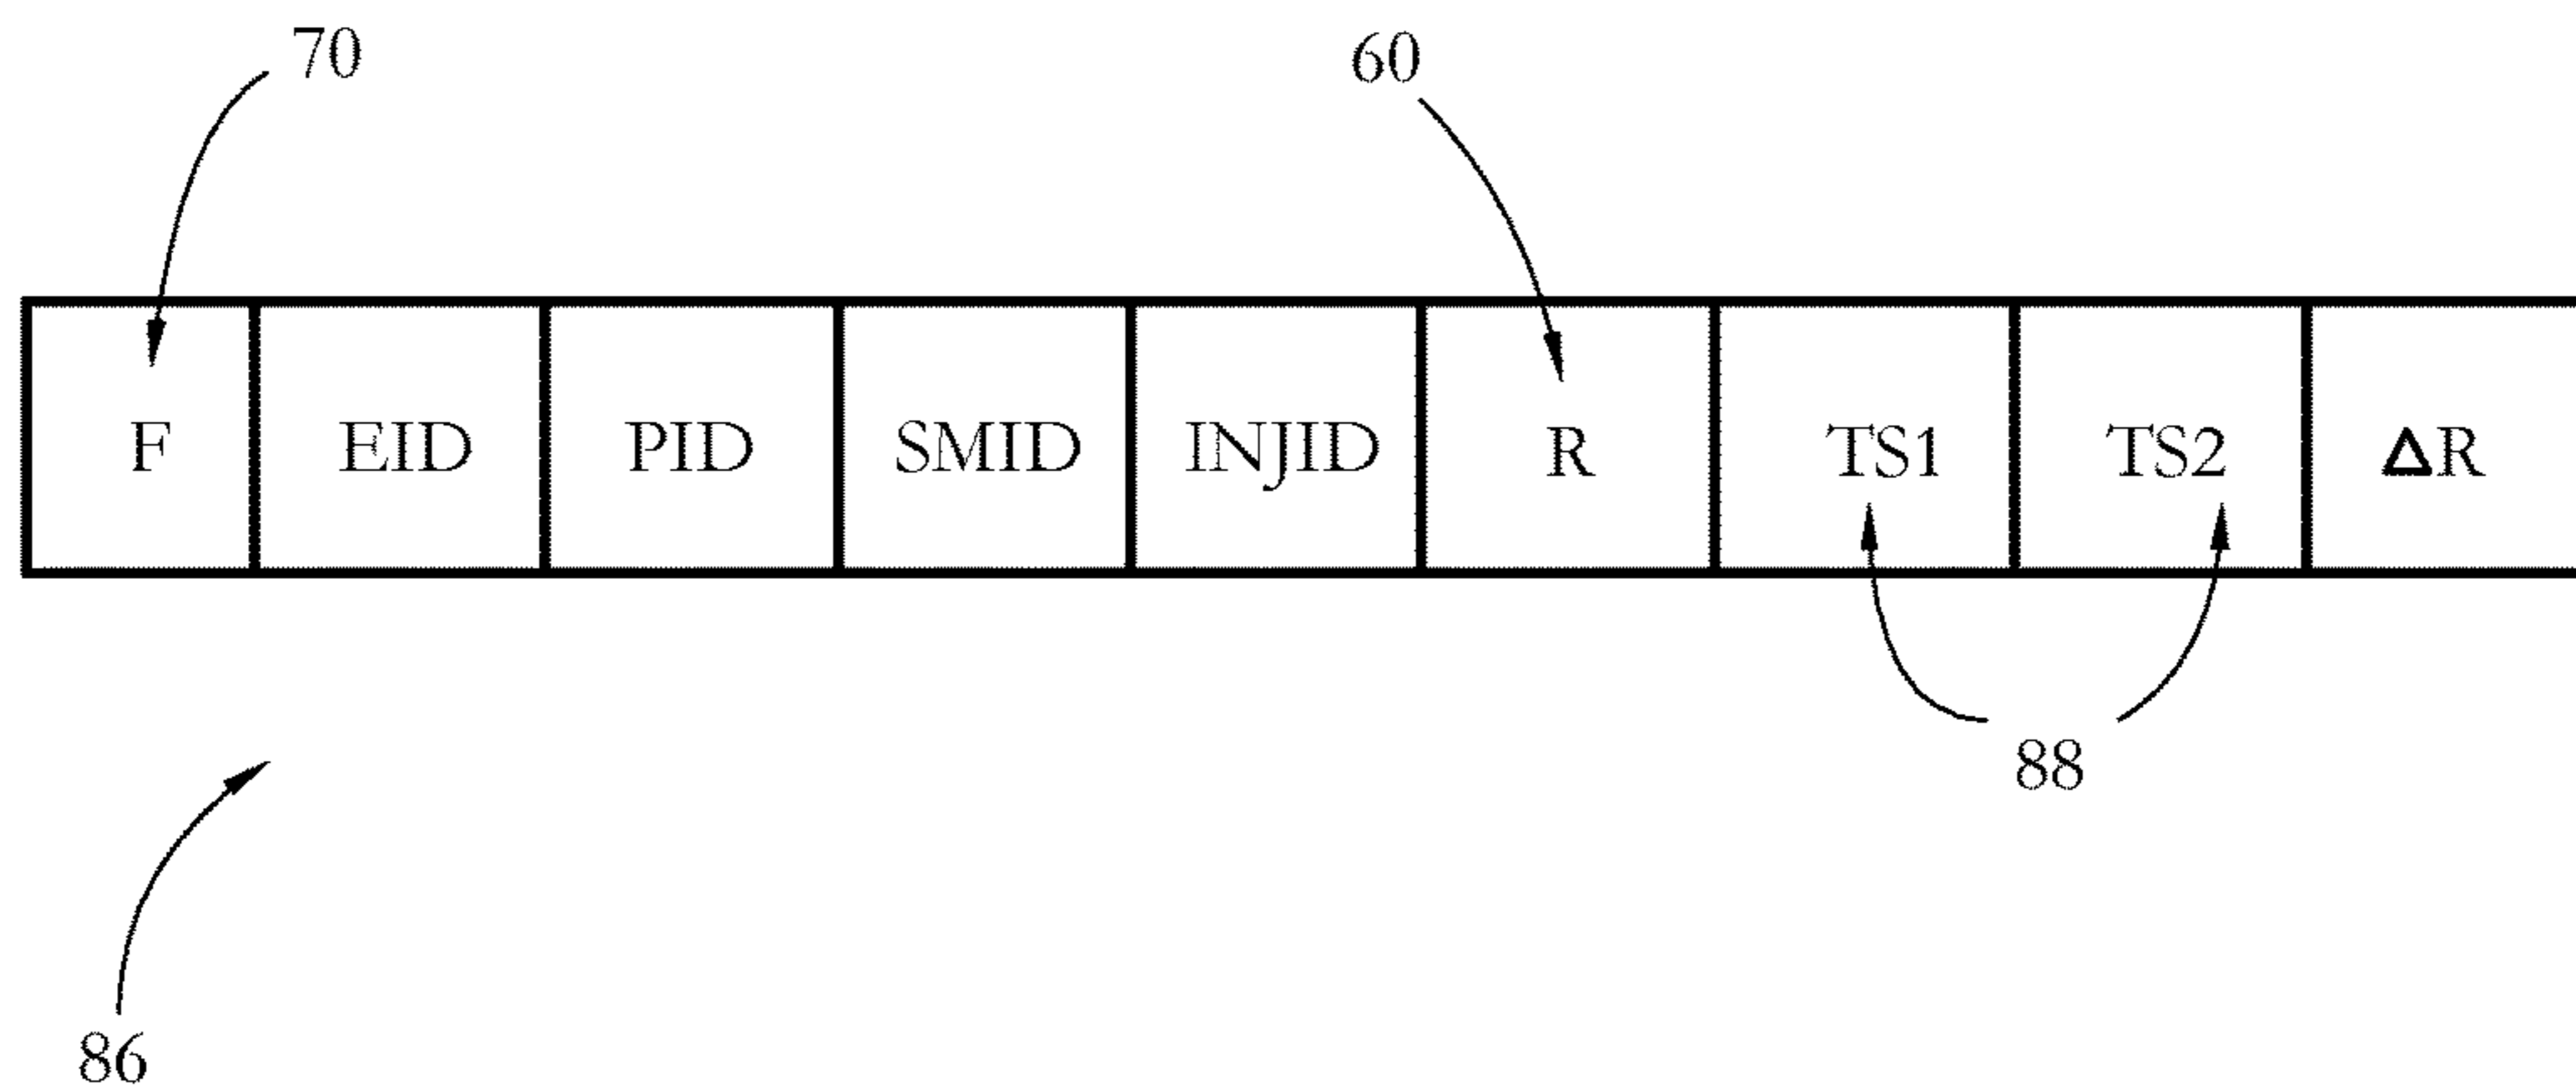 70 60
F EID PID SMID INJID R TS1 TS2 ΔR
88
86